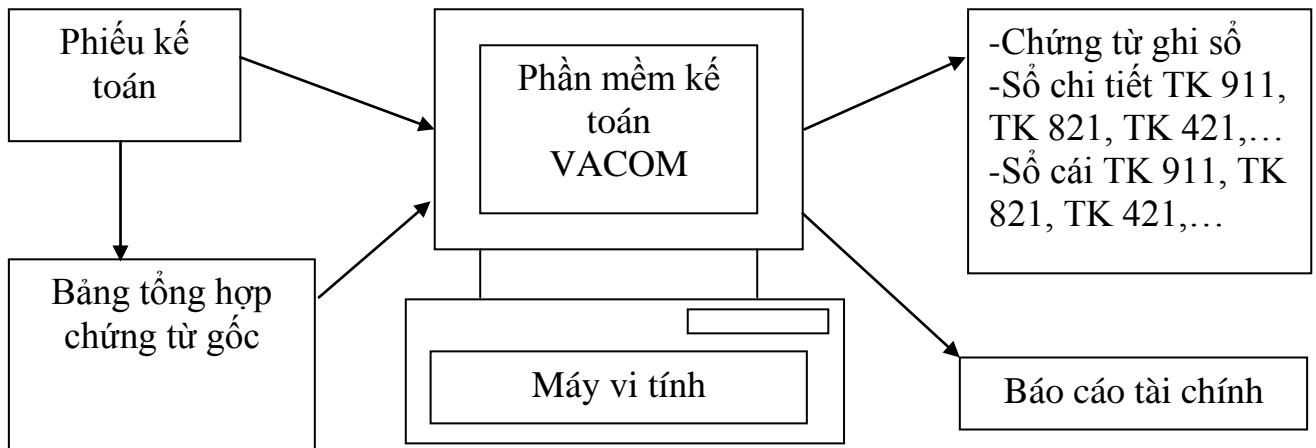 Phiếu kế
toán
Bảng tổng hợp
chứng từ gốc
Phần mềm kế
toán
VACOM
Máy vi tính
-Chứng từ ghi sổ
-Sổ chi tiết TK 911,
TK 821, TK 421,…
-Sổ cái TK 911, TK
821, TK 421,…
Báo cáo tài chính